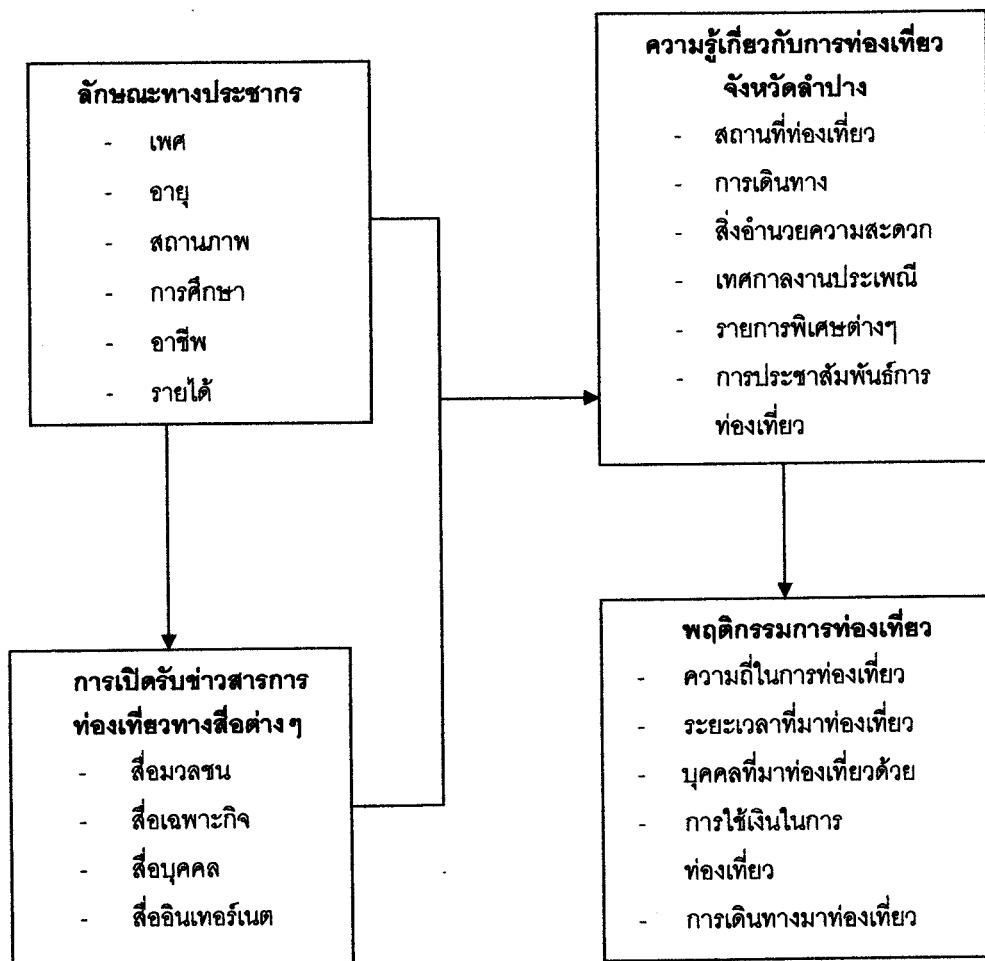 ลักษณะทางประชากร
- เพศ
- อายุ
- สถานภาพ
- การศึกษา
- อาชีพ
- รายได้
การเปิดรับข่าวสารการ
ท่องเที่ยวทางสื่อต่างๆ
- สื่อมวลชน
- สื่อเฉพาะกิจ
- สื่อบุคคล
- สื่ออินเทอร์เนต
ความรู้เกี่ยวกับการท่องเที่ยว
จังหวัดลำปาง
- สถานที่ท่องเที่ยว
- การเดินทาง
- สิ่งอำนวยความสะดวก
- เทศกาลงานประเพณี
- รายการพิเศษต่างๆ
- การประชาสัมพันธ์การ
ท่องเที่ยว
พฤติกรรมการท่องเที่ยว
- ความถี่ในการท่องเที่ยว
- ระยะเวลาที่มาท่องเที่ยว
- บุคคลที่มาท่องเที่ยวด้วย
- การใช้เงินในการ
ท่องเที่ยว
- การเดินทางมาท่องเที่ยว